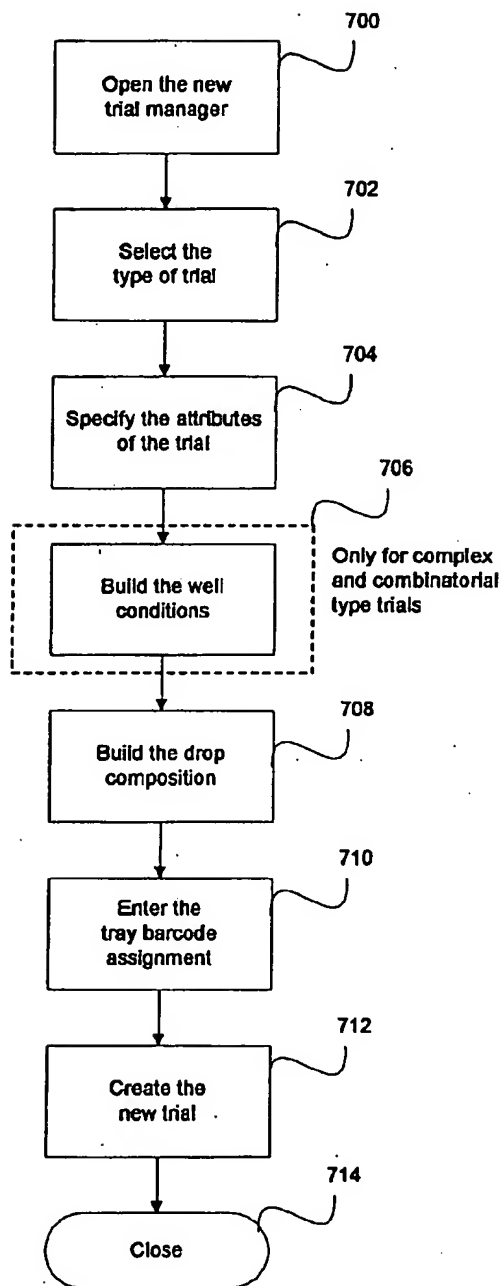 700
Open the new
trial manager
702
Select the
type of trial
704
Specify the attributes
of the trial
706
Only for complex
and combinatorial
type trials
Build the well
conditions
708
Build the drop
composition
710
Enter the
tray barcode
assignment
712
Create the
new trial
714
Close